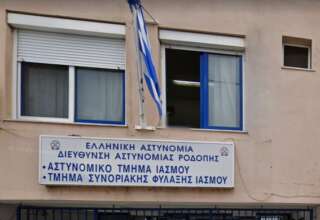 ΕΛΛΗΝΙΚΗ ΑΣΤΥΝΟΜΙΑ
ΔΙΕΥΘΥΝΣΗ ΑΣΤΥΝΟΜΙΑΣ ΡΟΔΟΠΗΣ
• ΑΣΤΥΝΟΜΙΚΟ ΤΜΗΜΑ ΙΑΣΜΟΥ
• ΤΜΗΜΑ ΣΥΝΟΡΙΑΚΗΣ ΦΥΛΑΞΗΣ ΙΑΣΜΟΥ